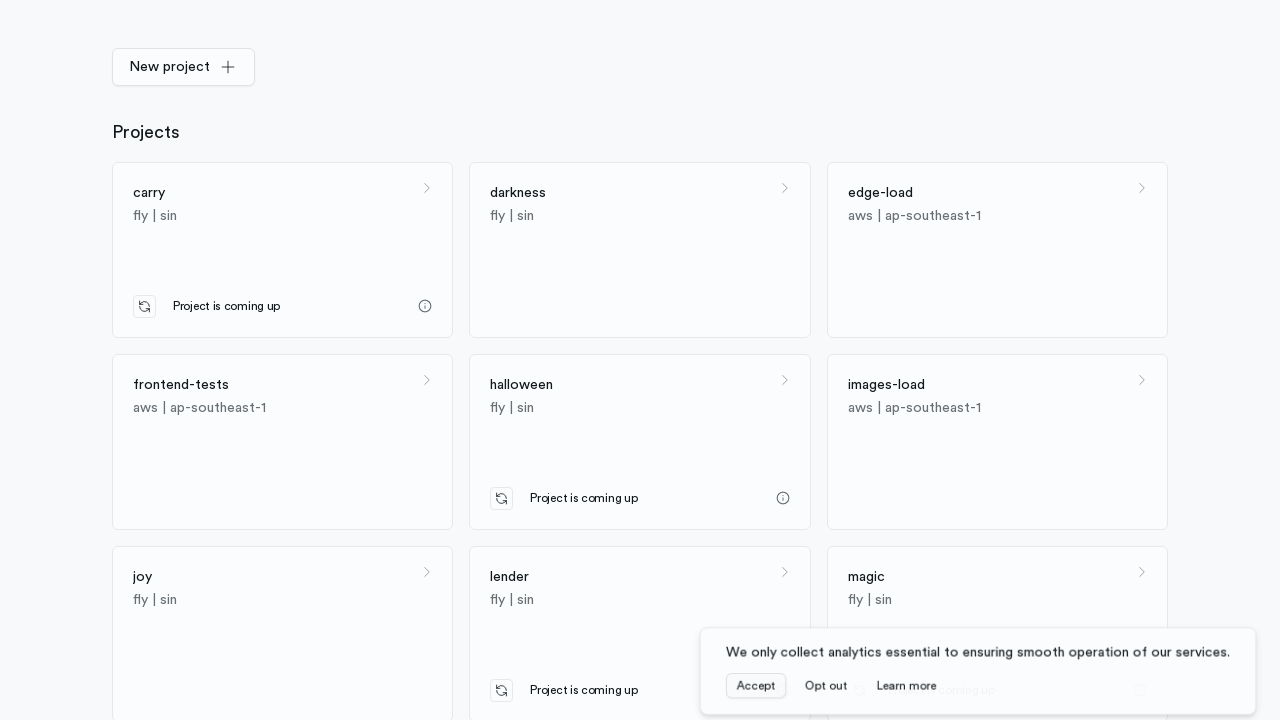 New project
Projects
carry
fly | sin
Project is coming up
darkness
fly | sin
edge-load
aws | ap-southeast-1
frontend-tests
aws | ap-southeast-1
halloween
fly | sin
Project is coming up
images-load
aws | ap-southeast-1
joy
fly | sin
lender
fly | sin
Project is coming up
magic
fly | sin
We only collect analytics essential to ensuring smooth operation of our services.
Accept
Opt out
Learn more